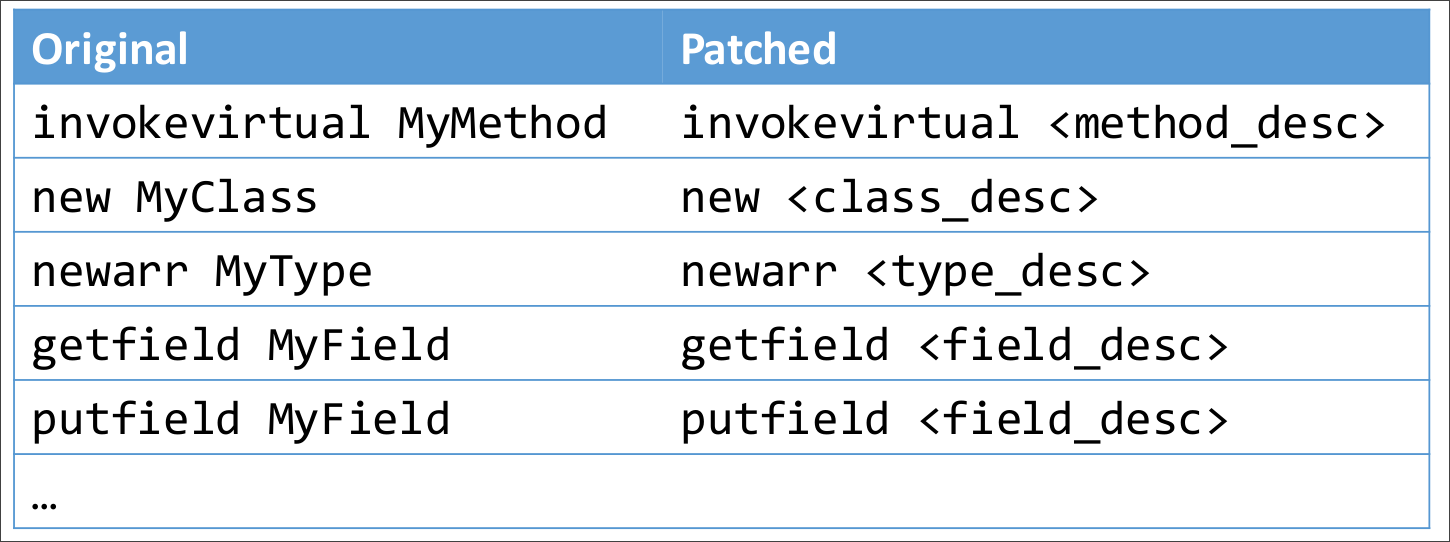 Original Patched
invokevirtual MyMethod invokevirtual <method_desc>
new MyClass new <class_desc>
newarr MyType newarr <type_desc>
getfield MyField getfield <field_desc>
putfield MyField putfield <field_desc>
…